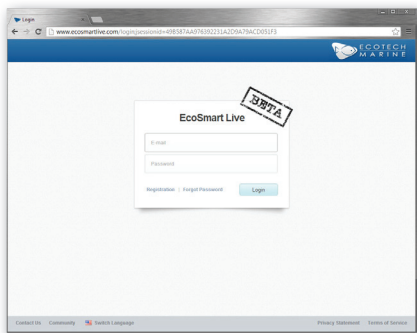 Login
www.ecosmartlive.com/login;jsessionid=49B587AA976392231A2D9A79ACD031F3
ECOTECH
MARINE
BETA
EcoSmart Live
E-mail
Password
Registration | Forgot Password
Login
Contact Us Community Switch Language
Privacy Statement Terms of Service